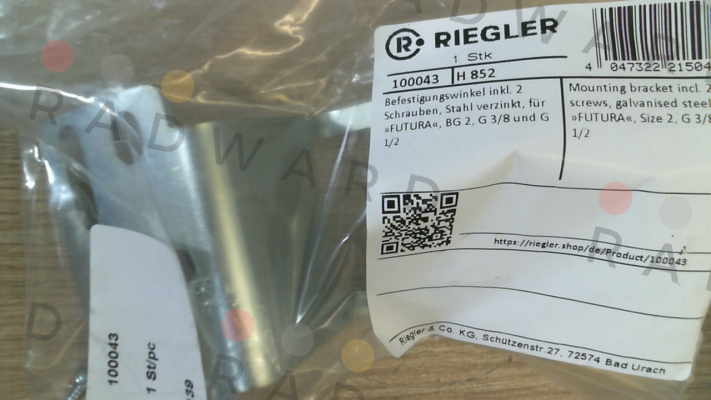 RIEGLER
1 Stk
100043 H 852
4 047322 21504
Befestigungswinkel inkl. 2
Schrauben, Stahl verzinkt, für
»FUTURA«, BG 2, G 3/8 und G
1/2
Mounting bracket incl. 2
screws, galvanised steel
»FUTURA«, Size 2, G 3/8
1/2
https://riegler.shop/de/Product/100043
Riegler & Co. KG. Schützenstr.27. 72574 Bad Urach
100043
1 St/pc
RADWARD
RADWARD